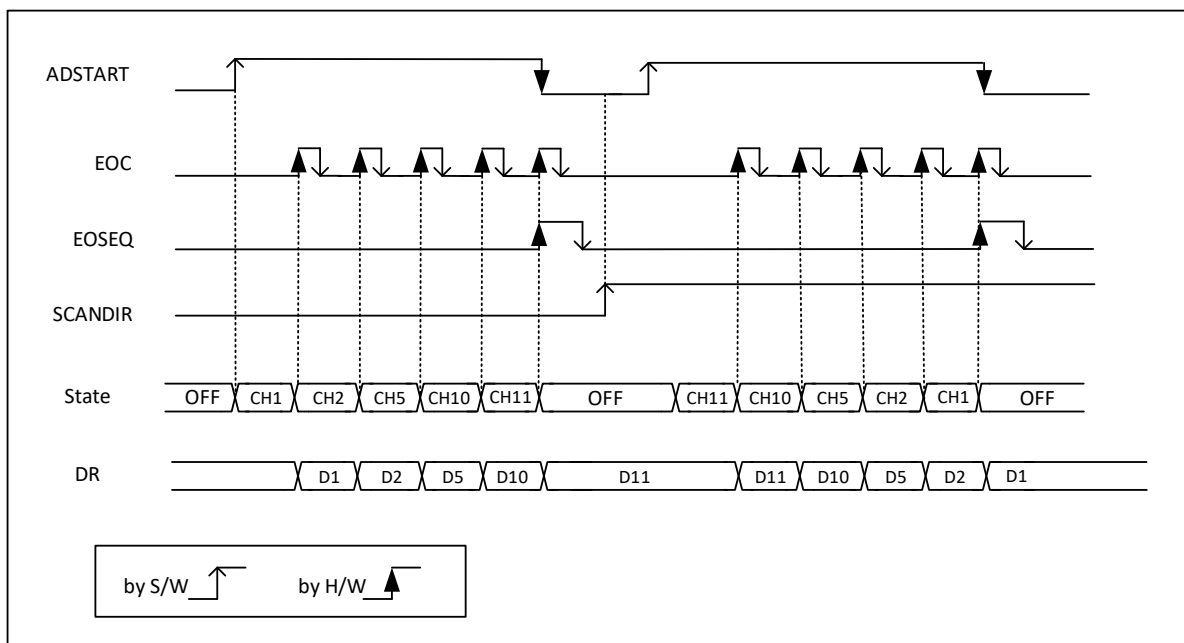 ADSTART
EOC
EOSEQ
SCANDIR
State OFF CH1 CH2 CH5 CH10 CH11 OFF CH11 CH10 CH5 CH2 CH1 OFF
DR D1 D2 D5 D10 D11 D11 D10 D5 D2 D1
by S/W by H/W